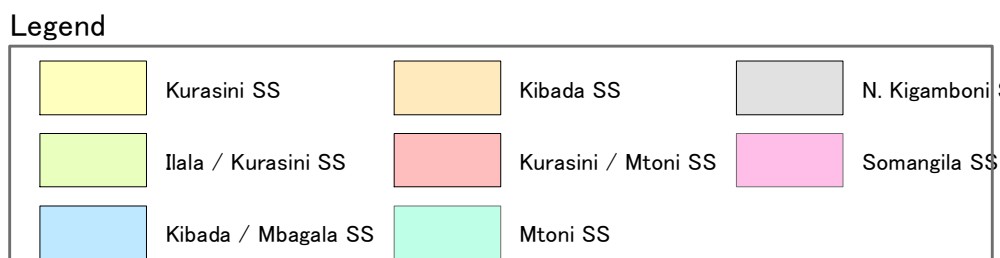 Legend
Kurasini SS
Kibada SS
N. Kigamboni
Ilala / Kurasini SS
Kurasini / Mtoni SS
Somangila SS
Kibada / Mbagala SS
Mtoni SS